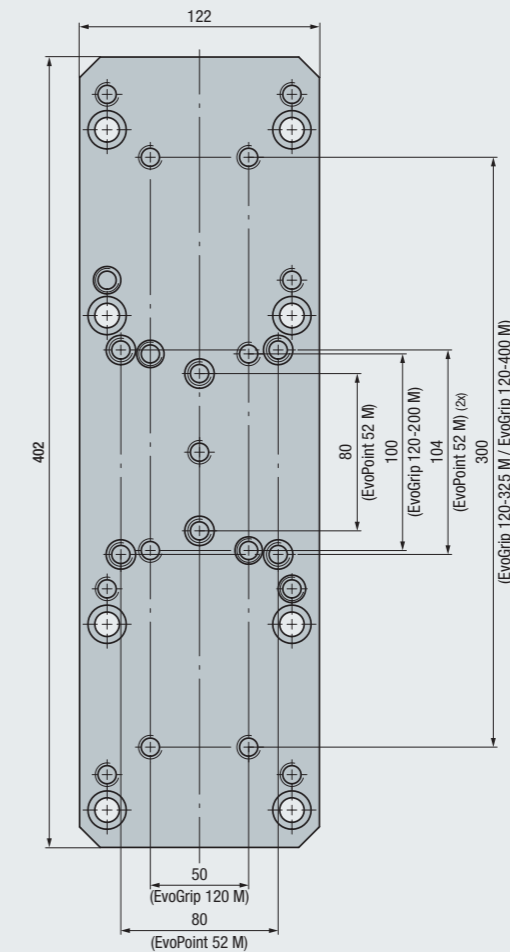 122
402
80
(EvoPoint 52 M)
100
(EvoGrip 120-200 M)
104
(EvoPoint 52 M) (2x)
300
(EvoGrip 120-325 M / EvoGrip 120-400 M)
50
(EvoGrip 120 M)
80
(EvoPoint 52 M)